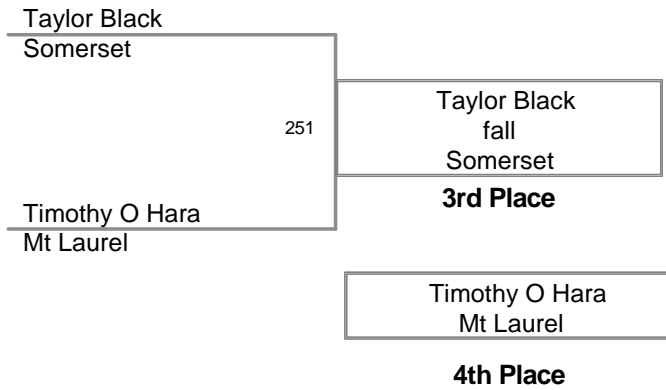 Taylor Black
Somerset
251
Taylor Black
fall
Somerset
3rd Place
Timothy O Hara
Mt Laurel
Timothy O Hara
Mt Laurel
4th Place